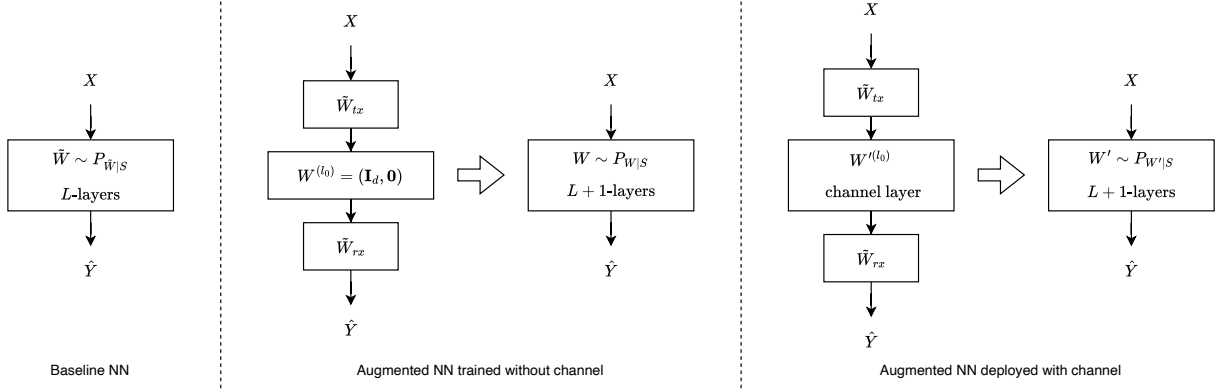 X
W̃ ∼ P_{W̃|S}
L-layers
Ŷ
Baseline NN
X
W̃_{tx}
W^{(l_0)} = (I_d, 0)
W̃_{rx}
Ŷ
X
W ∼ P_{W|S}
L + 1-layers
Ŷ
Augmented NN trained without channel
X
W̃_{tx}
W'^{(l_0)}
channel layer
W̃_{rx}
Ŷ
X
W' ∼ P_{W'|S}
L + 1-layers
Ŷ
Augmented NN deployed with channel